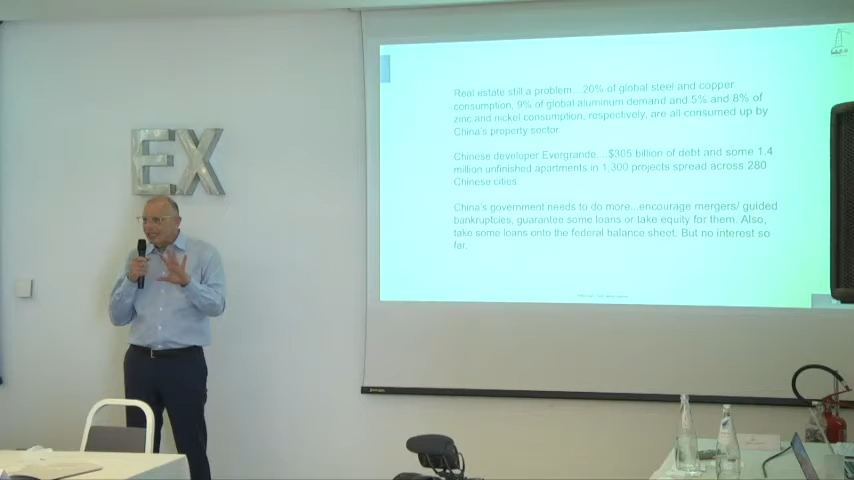 EX
Real estate still a problem...20% of global steel and copper
consumption, 9% of global aluminum demand and 5% and 8% of
zinc and nickel consumption, respectively, are all consumed up by
China's property sector.
Chinese developer Evergrande...$305 billion of debt and some 1.4
million unfinished apartments in 1,300 projects spread across 280
Chinese cities.
China's government needs to do more...encourage mergers/ guided
bankruptcies, guarantee some loans or take equity for them. Also,
take some loans onto the federal balance sheet. But no interest so
far.